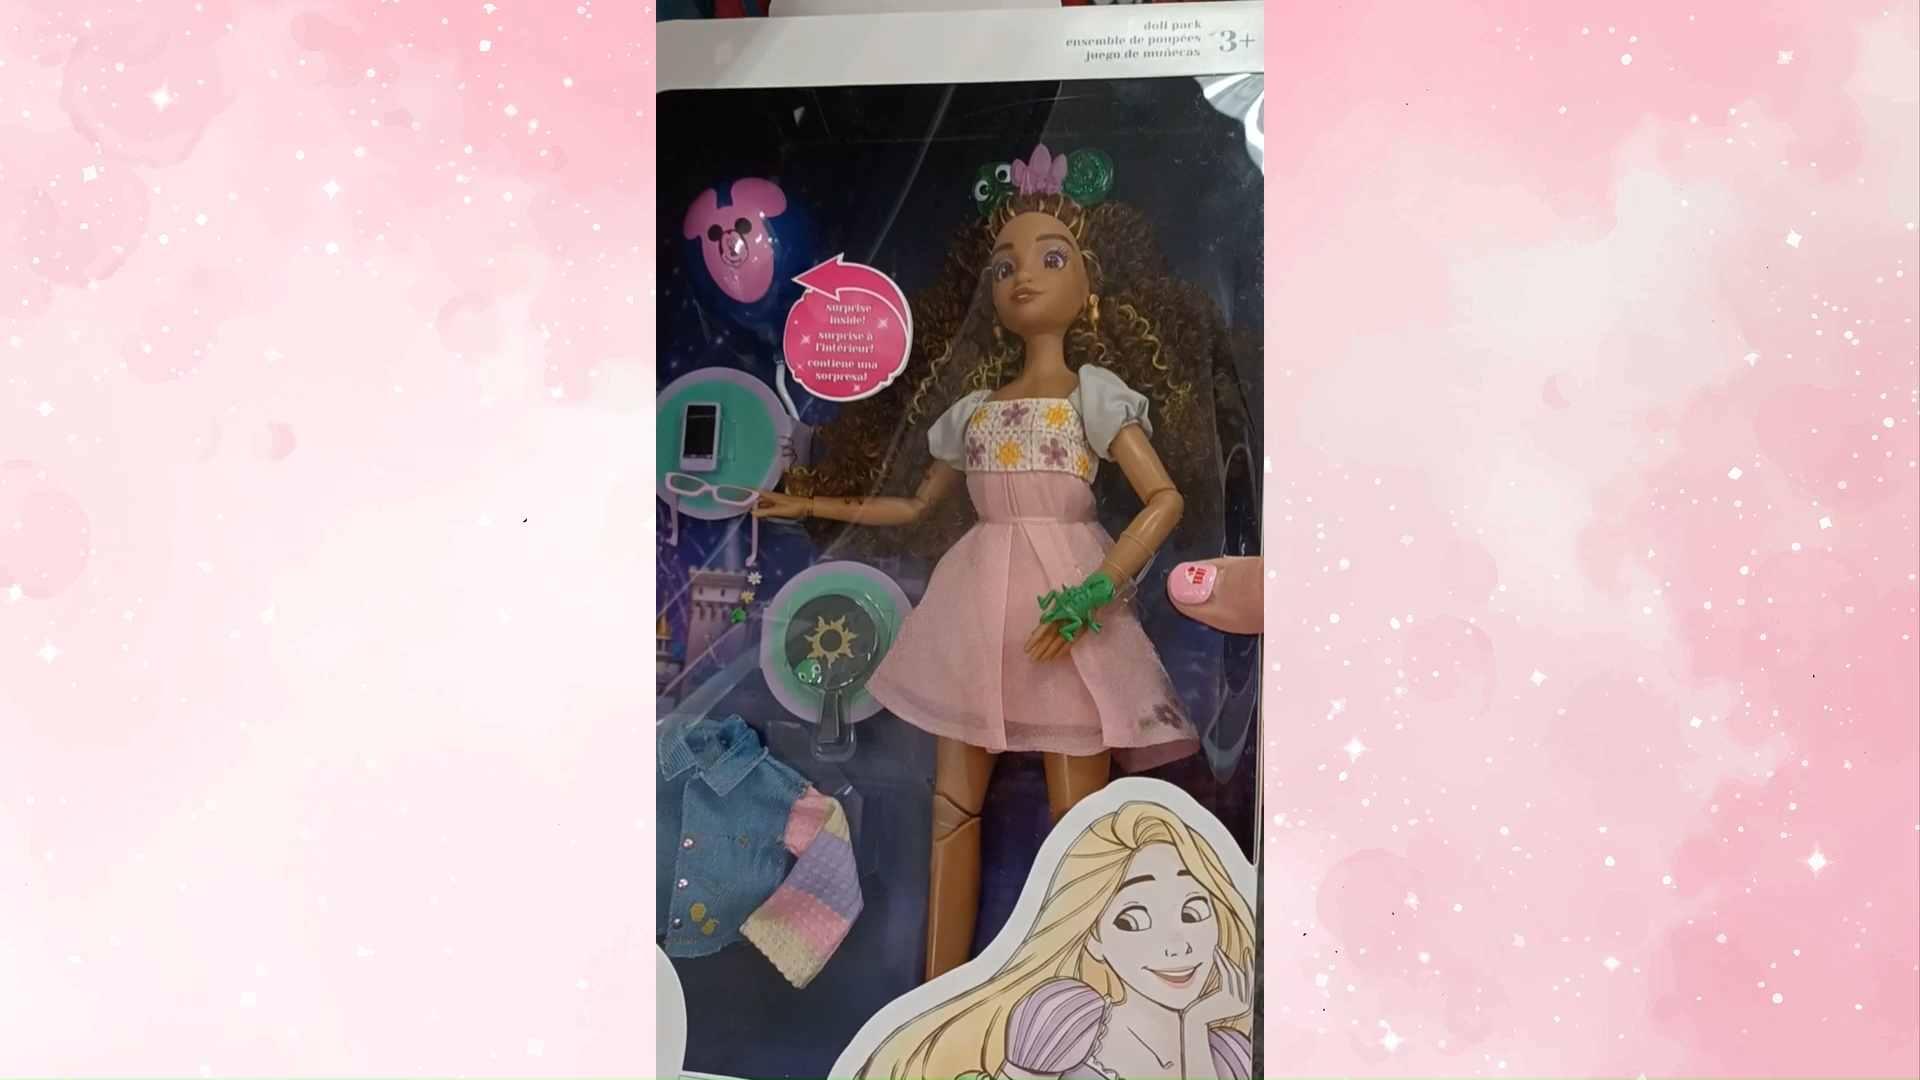 doll pack
ensemble de poupées
juego de muñecas
3+
surprise
inside!
surprise à
l'intérieur!
contiene una
sorpresa!